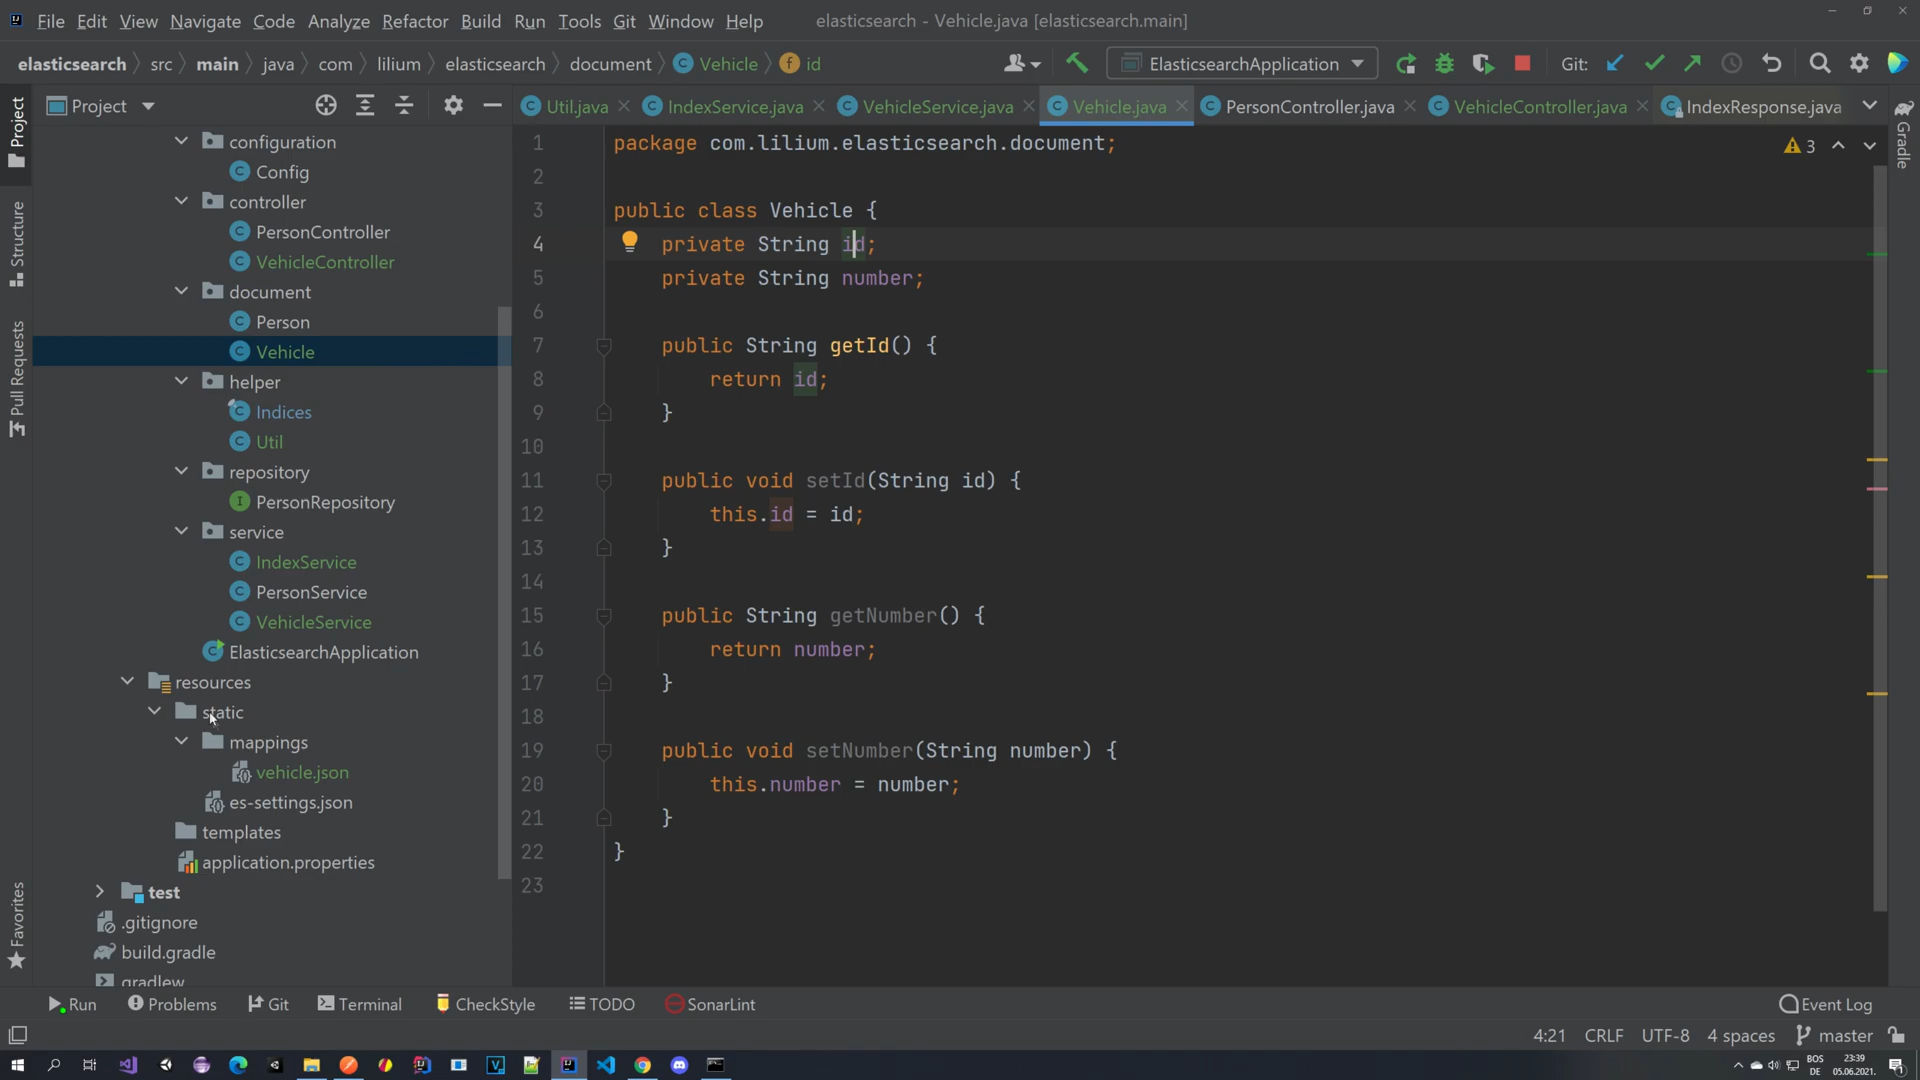 File Edit View Navigate Code Analyze Refactor Build Run Tools Git Window Help elasticsearch - Vehicle.java [elasticsearch.main]
elasticsearch src main java com lilium elasticsearch document Vehicle id ElasticsearchApplication Git:
Project
Util.java IndexService.java VehicleService.java Vehicle.java PersonController.java VehicleController.java IndexResponse.java
Project
Structure
Pull Requests
Favorites
Gradle
configuration
Config
controller
PersonController
VehicleController
document
Person
Vehicle
helper
Indices
Util
repository
PersonRepository
service
IndexService
PersonService
VehicleService
ElasticsearchApplication
resources
static
mappings
vehicle.json
es-settings.json
templates
application.properties
test
.gitignore
build.gradle
gradlew
3
1 package com.lilium.elasticsearch.document;
2
3 public class Vehicle {
4 private String id;
5 private String number;
6
7 public String getId() {
8 return id;
9 }
10
11 public void setId(String id) {
12 this.id = id;
13 }
14
15 public String getNumber() {
16 return number;
17 }
18
19 public void setNumber(String number) {
20 this.number = number;
21 }
22 }
23
Run Problems Git Terminal CheckStyle TODO SonarLint Event Log
4:21 CRLF UTF-8 4 spaces master
BOS 23:39
DE 05.06.2021.